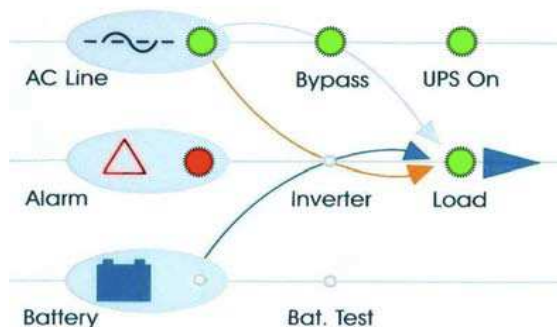 AC Line Bypass UPS On
Alarm Inverter Load
Battery Bat. Test